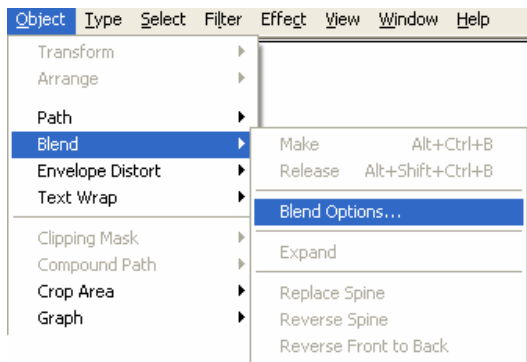 Object Type Select Filter Effect View Window Help
Transform
Arrange
Path
Blend
Envelope Distort
Text Wrap
Clipping Mask
Compound Path
Crop Area
Graph
Make Alt+Ctrl+B
Release Alt+Shift+Ctrl+B
Blend Options...
Expand
Replace Spine
Reverse Spine
Reverse Front to Back